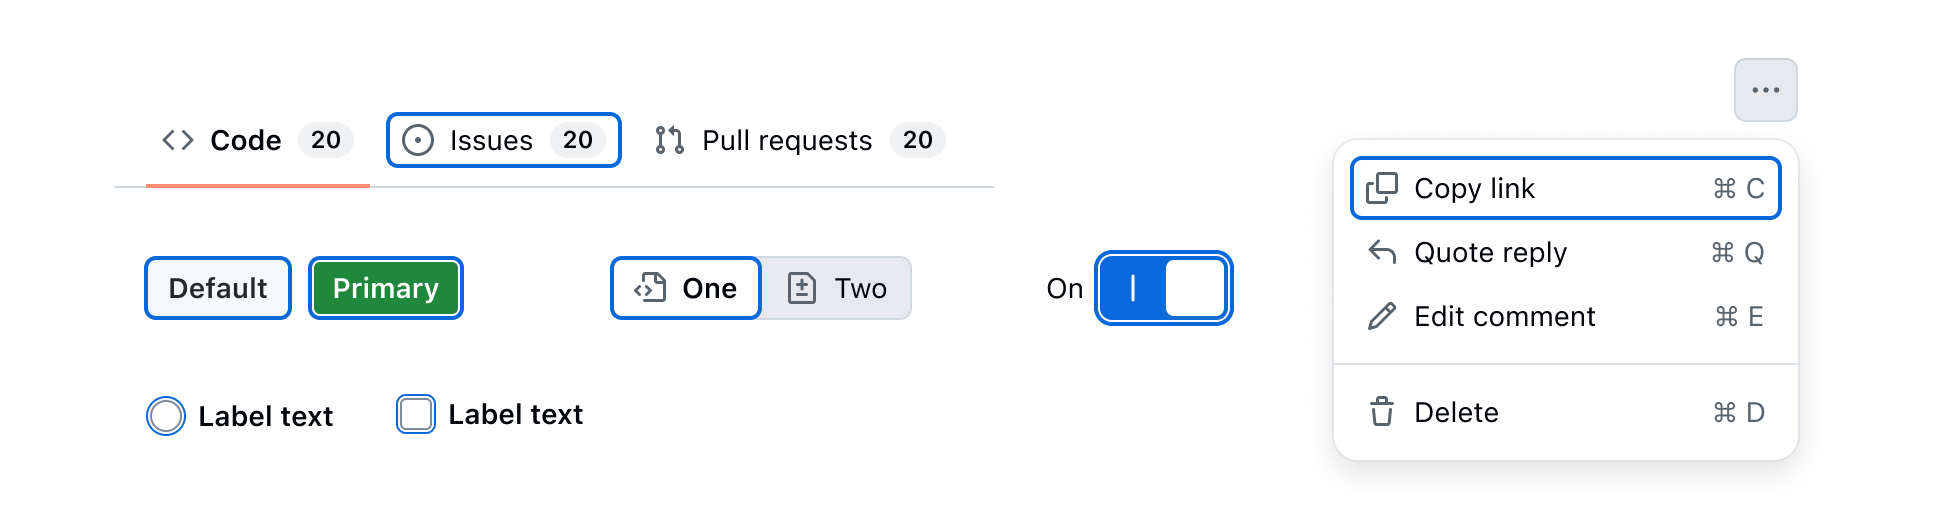 Code 20 Issues 20 Pull requests 20
Default Primary One Two On
Label text Label text
Copy link ⌘ C
Quote reply ⌘ Q
Edit comment ⌘ E
Delete ⌘ D